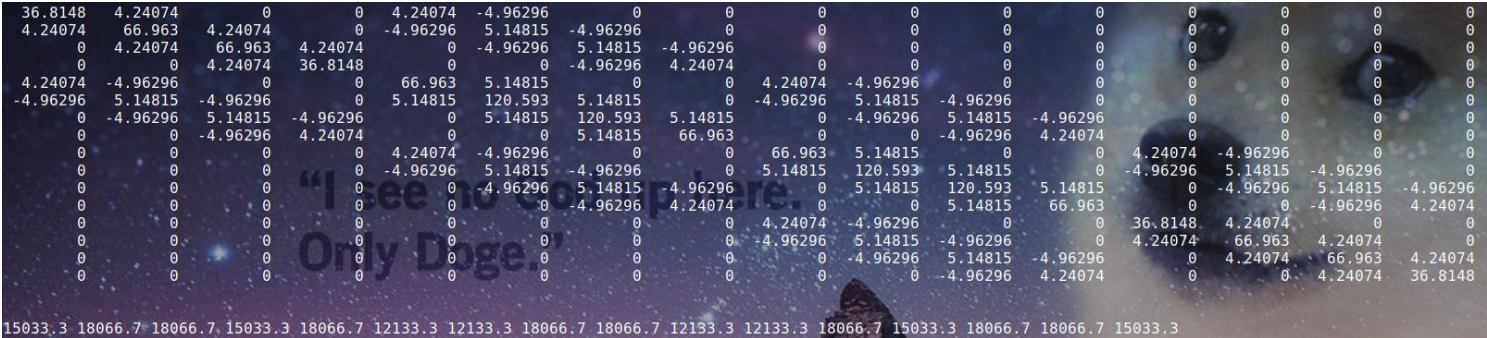 36.8148 4.24074 0 0 4.24074 -4.96296 0 0 0 0 0 0 0 0 0 0
4.24074 66.963 4.24074 0 -4.96296 5.14815 -4.96296 0 0 0 0 0 0 0 0 0
0 4.24074 66.963 4.24074 0 -4.96296 5.14815 -4.96296 0 0 0 0 0 0 0 0
0 0 4.24074 36.8148 0 0 -4.96296 4.24074 0 0 0 0 0 0 0 0
4.24074 -4.96296 0 0 66.963 5.14815 0 0 4.24074 -4.96296 0 0 0 0 0 0
-4.96296 5.14815 -4.96296 0 5.14815 120.593 5.14815 0 -4.96296 5.14815 -4.96296 0 0 0 0 0
0 -4.96296 5.14815 -4.96296 0 5.14815 120.593 5.14815 0 -4.96296 5.14815 -4.96296 0 0 0 0
0 0 -4.96296 4.24074 0 0 5.14815 66.963 0 0 -4.96296 4.24074 0 0 0 0
0 0 0 0 4.24074 -4.96296 0 0 66.963 5.14815 0 0 4.24074 -4.96296 0 0
0 0 0 0 -4.96296 5.14815 -4.96296 0 5.14815 120.593 5.14815 0 -4.96296 5.14815 -4.96296 0
0 0 0 0 0 -4.96296 5.14815 -4.96296 0 5.14815 120.593 5.14815 0 -4.96296 5.14815 -4.96296
0 0 0 0 0 0 -4.96296 4.24074 0 0 5.14815 66.963 0 0 -4.96296 4.24074
0 0 0 0 0 0 0 0 4.24074 -4.96296 0 0 36.8148 4.24074 0 0
0 0 0 0 0 0 0 0 -4.96296 5.14815 -4.96296 0 4.24074 66.963 4.24074 0
0 0 0 0 0 0 0 0 0 -4.96296 5.14815 -4.96296 0 4.24074 66.963 4.24074
0 0 0 0 0 0 0 0 0 0 -4.96296 4.24074 0 0 4.24074 36.8148
“I see no God up here.
Only Doge.”
15033.3 18066.7 18066.7 15033.3 18066.7 12133.3 12133.3 18066.7 18066.7 12133.3 12133.3 18066.7 15033.3 18066.7 18066.7 15033.3